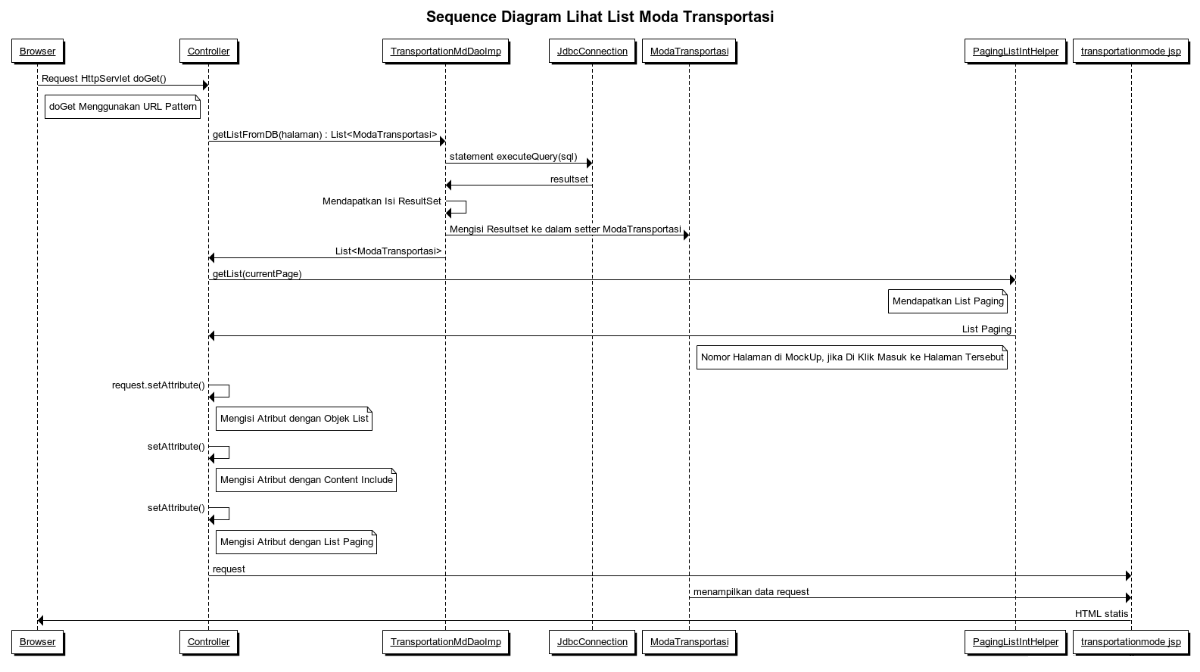 Sequence Diagram Lihat List Moda Transportasi
Browser
Controller
TransportationMdDaoImp
JdbcConnection
ModaTransportasi
PagingListIntHelper
transportationmode jsp
Request HttpServlet doGet()
doGet Menggunakan URL Pattern
getListFromDB(halaman) : List<ModaTransportasi>
statement executeQuery(sql)
resultset
Mendapatkan Isi ResultSet
Mengisi Resultset ke dalam setter ModaTransportasi
List<ModaTransportasi>
getList(currentPage)
Mendapatkan List Paging
List Paging
Nomor Halaman di MockUp, jika Di Klik Masuk ke Halaman Tersebut
request.setAttribute()
Mengisi Atribut dengan Objek List
setAttribute()
Mengisi Atribut dengan Content Include
setAttribute()
Mengisi Atribut dengan List Paging
request
menampilkan data request
HTML statis
Browser
Controller
TransportationMdDaoImp
JdbcConnection
ModaTransportasi
PagingListIntHelper
transportationmode jsp